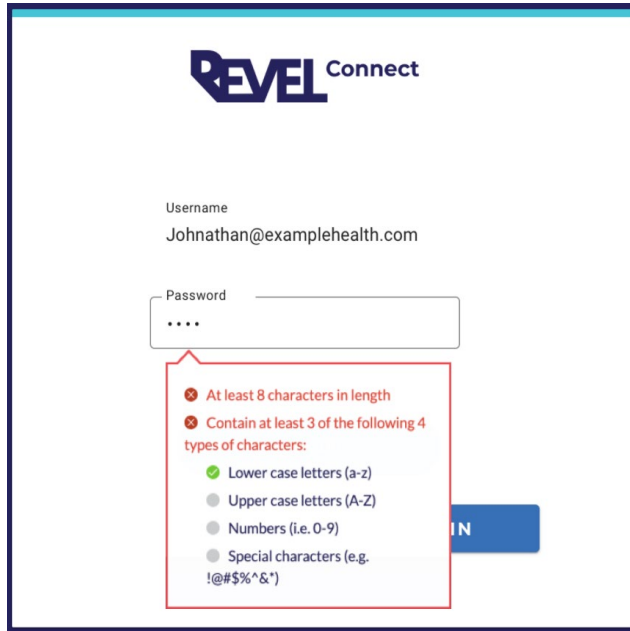 REVEL Connect
Username
Johnathan@examplehealth.com
Password
••••
At least 8 characters in length
Contain at least 3 of the following 4
types of characters:
Lower case letters (a-z)
Upper case letters (A-Z)
Numbers (i.e. 0-9)
IN
Special characters (e.g.
!@#$%^&*)